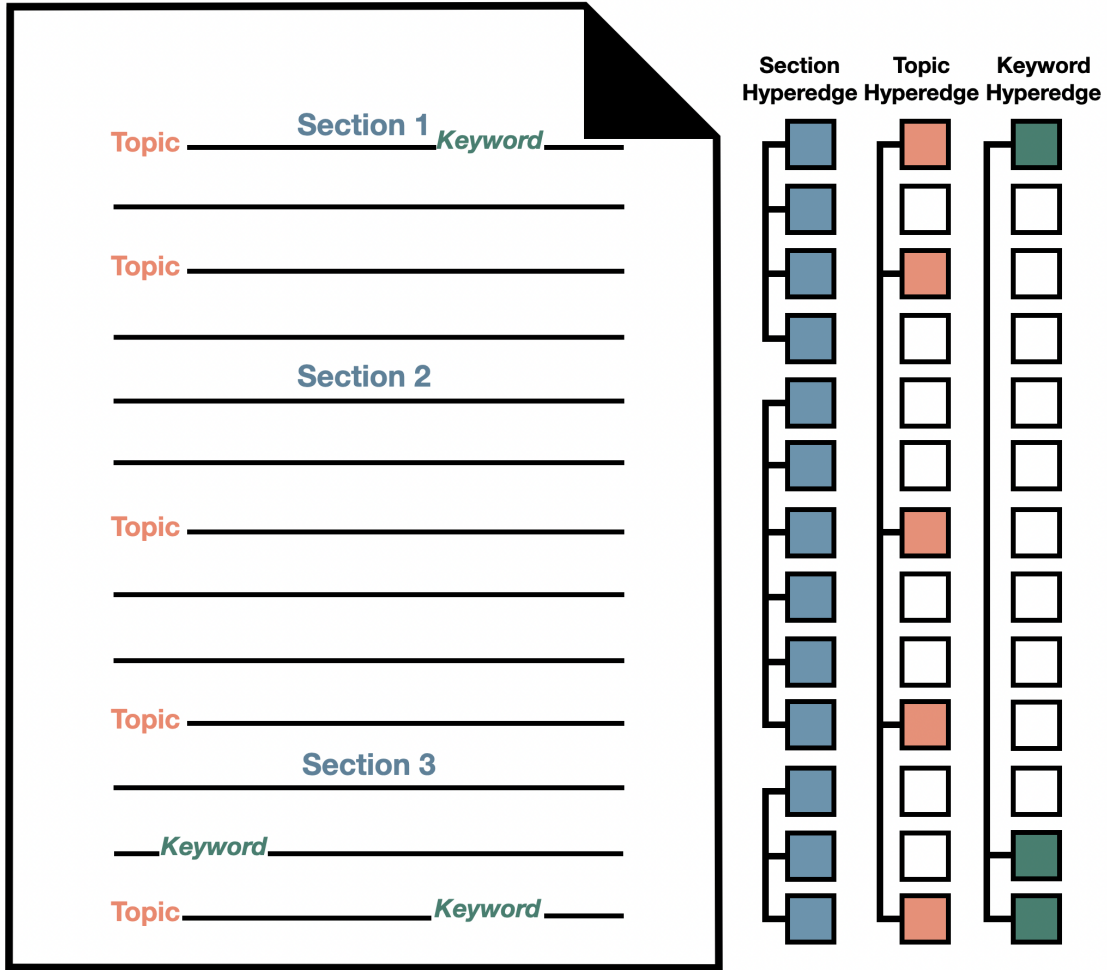 Section Topic Keyword
Hyperedge Hyperedge Hyperedge
Section 1
Topic Keyword
Topic
Section 2
Topic
Topic
Section 3
Keyword
Topic Keyword